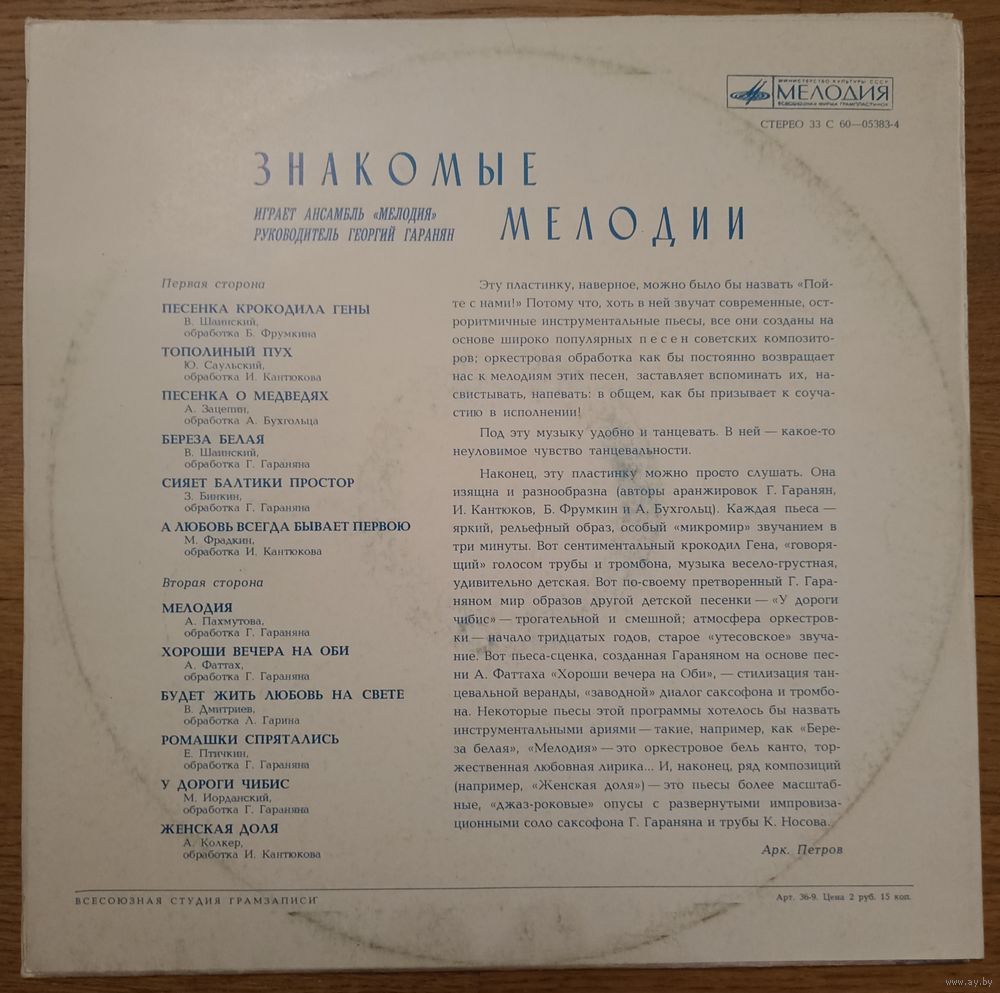 МИНИСТЕРСТВО КУЛЬТУРЫ СССР
МЕЛОДИЯ
ВСЕСОЮЗНАЯ ФИРМА ГРАМПЛАСТИНОК
СТЕРЕО 33 С 60—05383-4
ЗНАКОМЫЕ
МЕЛОДИИ
ИГРАЕТ АНСАМБЛЬ «МЕЛОДИЯ»
РУКОВОДИТЕЛЬ ГЕОРГИЙ ГАРАНЯН
Первая сторона
ПЕСЕНКА КРОКОДИЛА ГЕНЫ
В. Шаинский,
обработка Б. Фрумкина
ТОПОЛИНЫЙ ПУХ
Ю. Саульский,
обработка И. Кантюкова
ПЕСЕНКА О МЕДВЕДЯХ
А. Зацепин,
обработка А. Бухгольца
БЕРЕЗА БЕЛАЯ
В. Шаинский,
обработка Г. Гараняна
СИЯЕТ БАЛТИКИ ПРОСТОР
З. Бинкин,
обработка Г. Гараняна
А ЛЮБОВЬ ВСЕГДА БЫВАЕТ ПЕРВОЮ
М. Фрадкин,
обработка И. Кантюкова
Вторая сторона
МЕЛОДИЯ
А. Пахмутова,
обработка Г. Гараняна
ХОРОШИ ВЕЧЕРА НА ОБИ
А. Фаттах,
обработка Г. Гараняна
БУДЕТ ЖИТЬ ЛЮБОВЬ НА СВЕТЕ
В. Дмитриев,
обработка Л. Гарина
РОМАШКИ СПРЯТАЛИСЬ
Е. Птичкин,
обработка Г. Гараняна
У ДОРОГИ ЧИБИС
М. Иорданский,
обработка Г. Гараняна
ЖЕНСКАЯ ДОЛЯ
А. Колкер,
обработка И. Кантюкова
Эту пластинку, наверное, можно было бы назвать «Пой-
те с нами!» Потому что, хоть в ней звучат современные, ост-
роритмичные инструментальные пьесы, все они созданы на
основе широко популярных песен советских композито-
ров; оркестровая обработка как бы постоянно возвращает
нас к мелодиям этих песен, заставляет вспоминать их, на-
свистывать, напевать: в общем, как бы призывает к соуча-
стию в исполнении!
Под эту музыку удобно и танцевать. В ней — какое-то
неуловимое чувство танцевальности.
Наконец, эту пластинку можно просто слушать. Она
изящна и разнообразна (авторы аранжировок Г. Гаранян,
И. Кантюков, Б. Фрумкин и А. Бухгольц). Каждая пьеса —
яркий, рельефный образ, особый «микромир» звучанием в
три минуты. Вот сентиментальный крокодил Гена, «говоря-
щий» голосом трубы и тромбона, музыка весело-грустная,
удивительно детская. Вот по-своему претворенный Г. Гара-
няном мир образов другой детской песенки — «У дороги
чибис» — трогательной и смешной; атмосфера оркестров-
ки — начало тридцатых годов, старое «утесовское» звуча-
ние. Вот пьеса-сценка, созданная Гараняном на основе пес-
ни А. Фаттаха «Хороши вечера на Оби», — стилизация тан-
цевальной веранды, «заводной» диалог саксофона и тромбо-
на. Некоторые пьесы этой программы хотелось бы назвать
инструментальными ариями — такие, например, как «Бере-
за белая», «Мелодия» — это оркестровое бель канто, тор-
жественная любовная лирика... И, наконец, ряд композиций
(например, «Женская доля») — это пьесы более масштаб-
ные, «джаз-роковые» опусы с развернутыми импровиза-
ционными соло саксофона Г. Гараняна и трубы К. Носова.
Арк. Петров
ВСЕСОЮЗНАЯ СТУДИЯ ГРАМЗАПИСИ
Арт. 36-9. Цена 2 руб. 15 коп.
www.ay.by